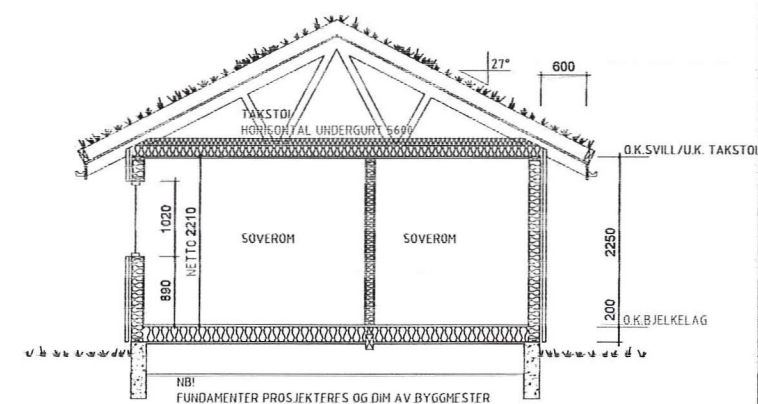 27°
600
TAKSTOL
HORISONTAL UNDERGURT 5600
O.K.SVILL/U.K. TAKSTOL
1020
NETTO 2210
SOVEROM
SOVEROM
2250
890
200
O.K.BJELKELAG
NB!
FUNDAMENTER PROSJEKTERES OG DIM AV BYGGMESTER